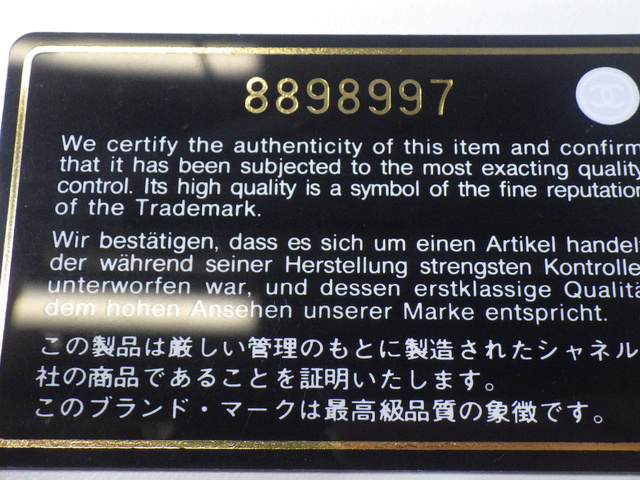 8898997
We certify the authenticity of this item and confirm
that it has been subjected to the most exacting quality
control. Its high quality is a symbol of the fine reputation
of the Trademark.
Wir bestätigen, dass es sich um einen Artikel handel
der während seiner Herstellung strengsten Kontrolle
unterworfen war, und dessen erstklassige Qualitä
dem hohen Ansehen unserer Marke entspricht.
この製品は厳しい管理のもとに製造されたシャネル
社の商品であることを証明いたします。
このブランド・マークは最高級品質の象徴です。